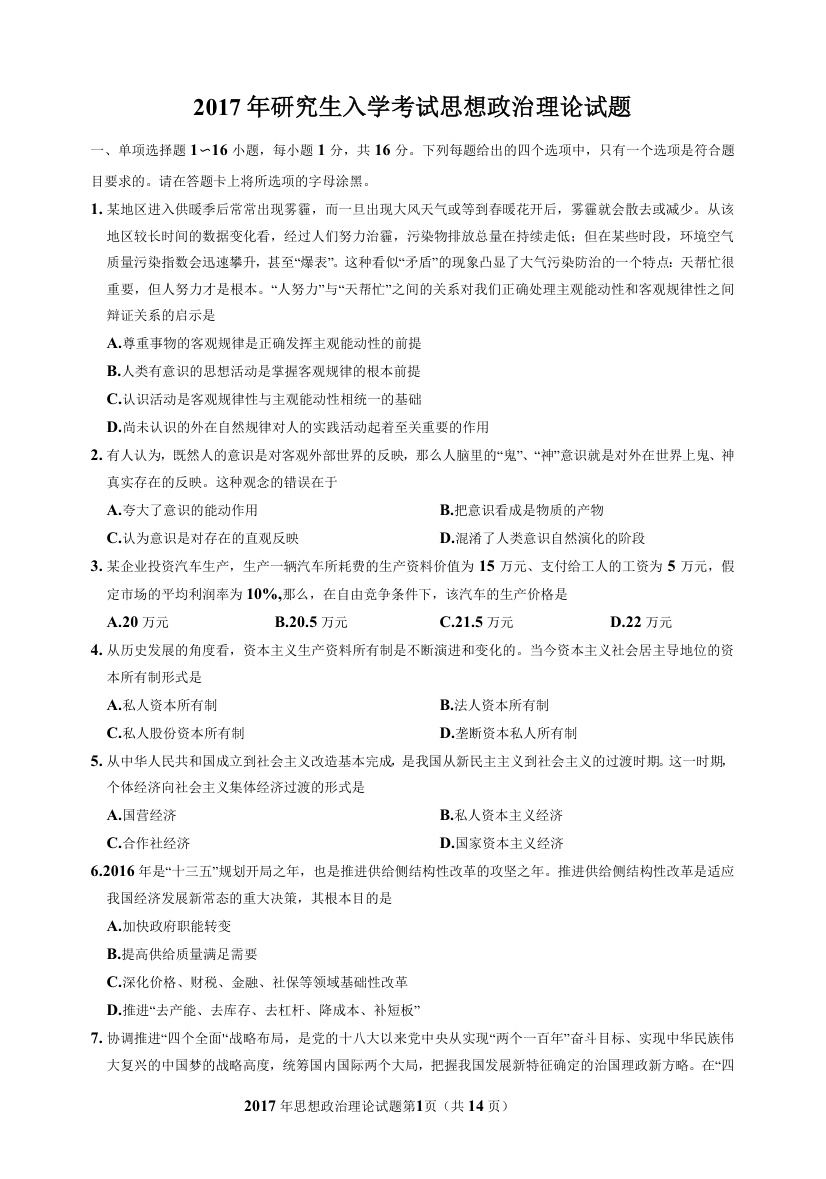 2017 年研究生入学考试思想政治理论试题
一、单项选择题 1∽16 小题，每小题 1 分，共 16 分。下列每题给出的四个选项中，只有一个选项是符合题
目要求的。请在答题卡上将所选项的字母涂黑。
1. 某地区进入供暖季后常常出现雾霾，而一旦出现大风天气或等到春暖花开后，雾霾就会散去或减少。从该
地区较长时间的数据变化看，经过人们努力治霾，污染物排放总量在持续走低；但在某些时段，环境空气
质量污染指数会迅速攀升，甚至“爆表”。这种看似“矛盾”的现象凸显了大气污染防治的一个特点：天帮忙很
重要，但人努力才是根本。“人努力”与“天帮忙”之间的关系对我们正确处理主观能动性和客观规律性之间
辩证关系的启示是
A.尊重事物的客观规律是正确发挥主观能动性的前提
B.人类有意识的思想活动是掌握客观规律的根本前提
C.认识活动是客观规律性与主观能动性相统一的基础
D.尚未认识的外在自然规律对人的实践活动起着至关重要的作用
2. 有人认为，既然人的意识是对客观外部世界的反映，那么人脑里的“鬼”、“神”意识就是对外在世界上鬼、神
真实存在的反映。这种观念的错误在于
A.夸大了意识的能动作用 B.把意识看成是物质的产物
C.认为意识是对存在的直观反映 D.混淆了人类意识自然演化的阶段
3. 某企业投资汽车生产，生产一辆汽车所耗费的生产资料价值为 15 万元、支付给工人的工资为 5 万元，假
定市场的平均利润率为 10%,那么，在自由竞争条件下，该汽车的生产价格是
A.20 万元 B.20.5 万元 C.21.5 万元 D.22 万元
4. 从历史发展的角度看，资本主义生产资料所有制是不断演进和变化的。当今资本主义社会居主导地位的资
本所有制形式是
A.私人资本所有制 B.法人资本所有制
C.私人股份资本所有制 D.垄断资本私人所有制
5. 从中华人民共和国成立到社会主义改造基本完成，是我国从新民主主义到社会主义的过渡时期。这一时期，
个体经济向社会主义集体经济过渡的形式是
A.国营经济 B.私人资本主义经济
C.合作社经济 D.国家资本主义经济
6.2016 年是“十三五”规划开局之年，也是推进供给侧结构性改革的攻坚之年。推进供给侧结构性改革是适应
我国经济发展新常态的重大决策，其根本目的是
A.加快政府职能转变
B.提高供给质量满足需要
C.深化价格、财税、金融、社保等领域基础性改革
D.推进“去产能、去库存、去杠杆、降成本、补短板”
7. 协调推进“四个全面“战略布局，是党的十八大以来党中央从实现“两个一百年”奋斗目标、实现中华民族伟
大复兴的中国梦的战略高度，统筹国内国际两个大局，把握我国发展新特征确定的治国理政新方略。在“四
2017 年思想政治理论试题第1页（共 14 页）